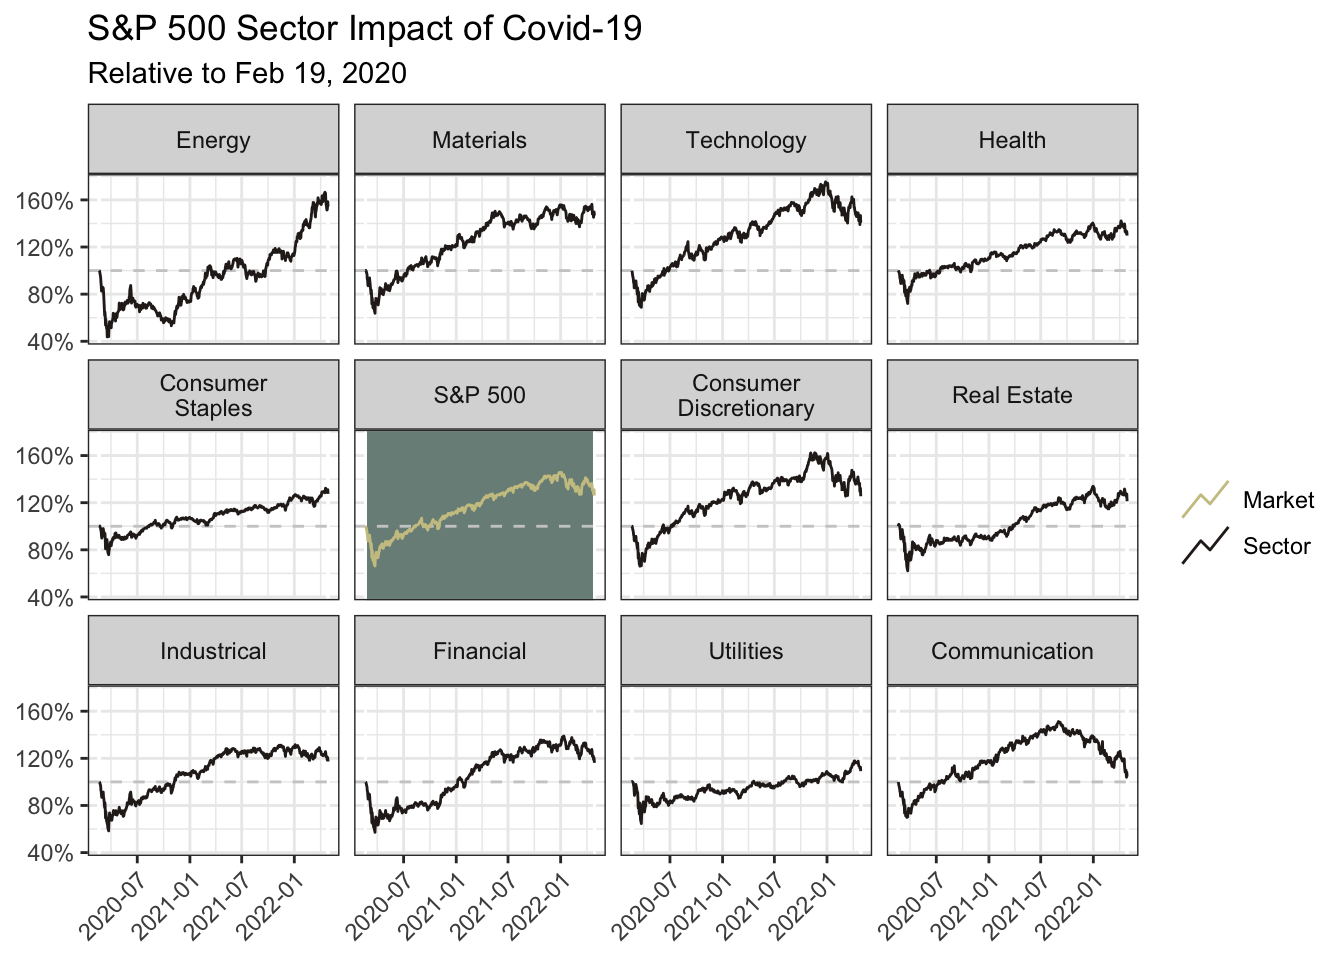 S&P 500 Sector Impact of Covid-19
Relative to Feb 19, 2020
Energy
Materials
Technology
Health
160%
120%
80%
40%
Consumer
Staples
S&P 500
Consumer
Discretionary
Real Estate
160%
120%
80%
40%
Market
Sector
Industrical
Financial
Utilities
Communication
160%
120%
80%
40%
2020-07
2021-01
2021-07
2022-01
2020-07
2021-01
2021-07
2022-01
2020-07
2021-01
2021-07
2022-01
2020-07
2021-01
2021-07
2022-01